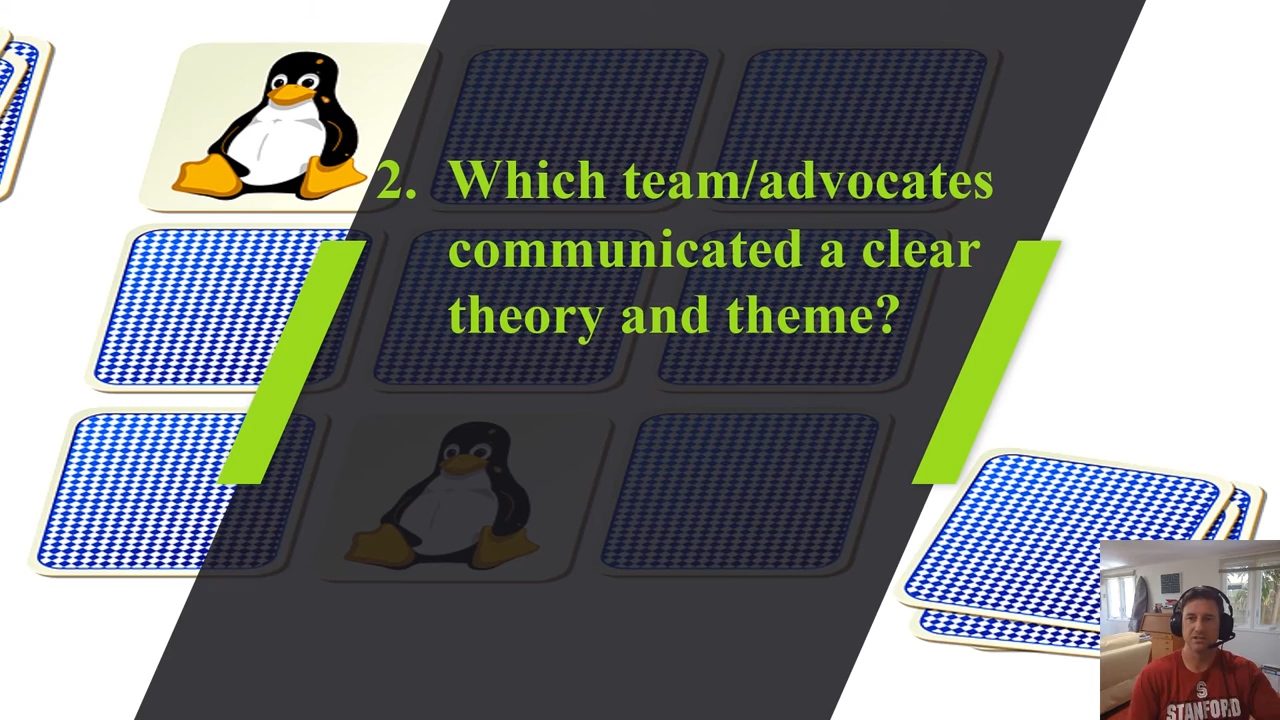 2. Which team/advocates
communicated a clear
theory and theme?
S
STANFORD